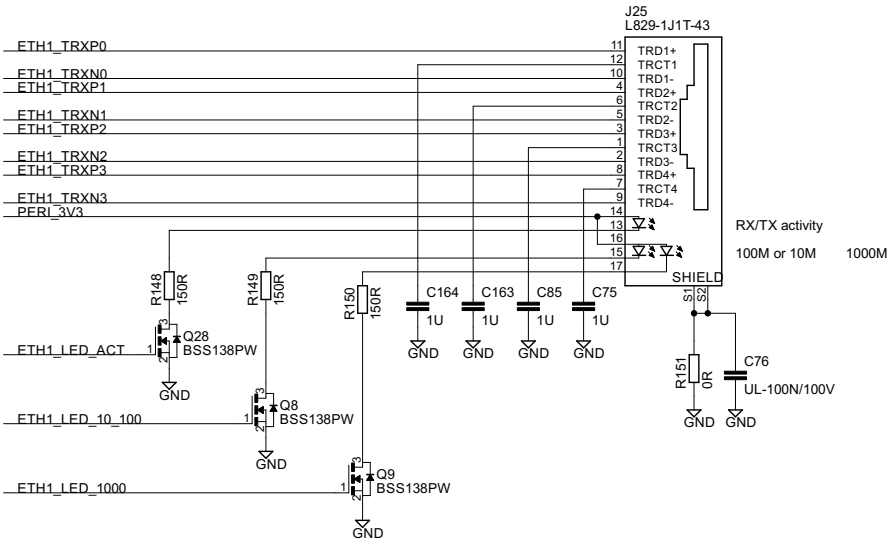 J25
L829-1J1T-43
ETH1_TRXP0 11 TRD1+
12 TRCT1
ETH1_TRXN0 10 TRD1-
ETH1_TRXP1 4 TRD2+
6 TRCT2
ETH1_TRXN1 5 TRD2-
ETH1_TRXP2 3 TRD3+
1 TRCT3
ETH1_TRXN2 2 TRD3-
ETH1_TRXP3 8 TRD4+
7 TRCT4
ETH1_TRXN3 9 TRD4-
PERI_3V3 14
13 RX/TX activity
16
15 100M or 10M 1000M
17
SHIELD
S1 S2
R148 150R
R149 150R
R150 150R
C164 1U GND
C163 1U GND
C85 1U GND
C75 1U GND
ETH1_LED_ACT 1 3 2 Q28
BSS138PW
GND
R151 0R GND
C76
UL-100N/100V
GND
ETH1_LED_10_100 1 3 2 Q8
BSS138PW
GND
ETH1_LED_1000 1 3 2 Q9
BSS138PW
GND